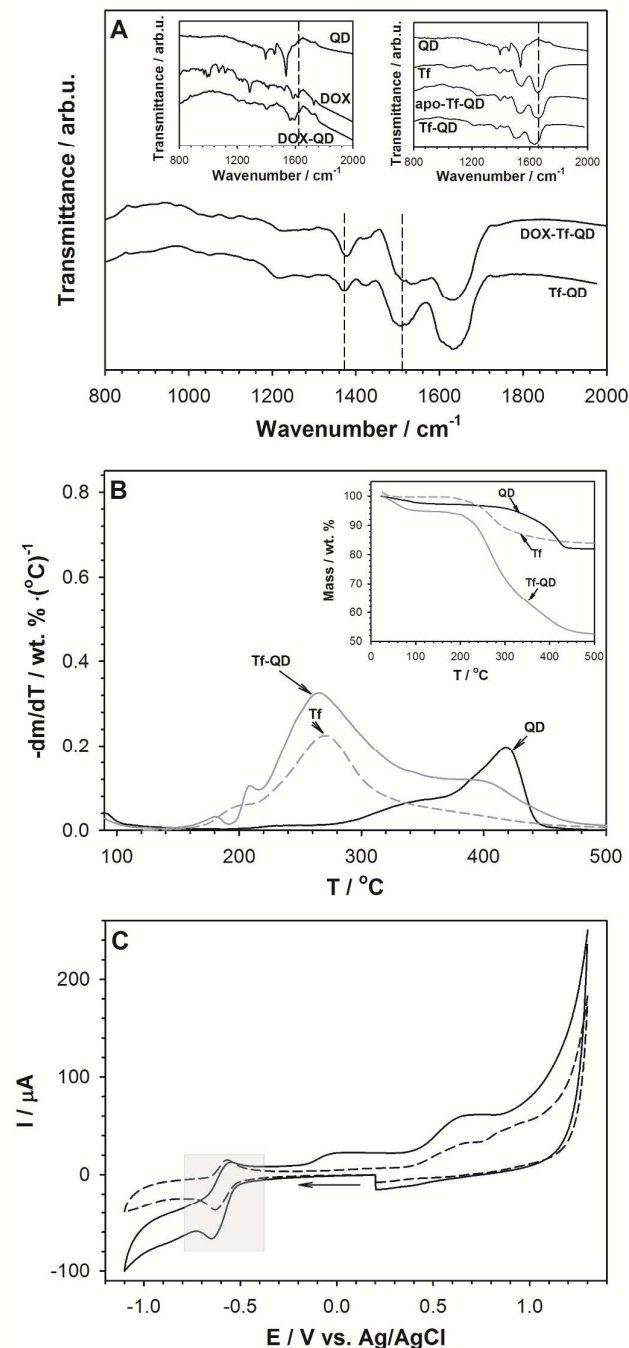 A
Transmittance / arb.u.
Transmittance / arb.u.
QD
DOX
DOX-QD
800 1200 1600 2000
Wavenumber / cm-1
Transmittance / arb.u.
QD
Tf
apo-Tf-QD
Tf-QD
800 1200 1600 2000
Wavenumber / cm-1
DOX-Tf-QD
Tf-QD
800 1000 1200 1400 1600 1800 2000
Wavenumber / cm-1
B
-dm/dT / wt. % ·(oC)-1
0.8
0.6
0.4
0.2
0.0
Mass / wt. %
100
90
80
70
60
50
QD
Tf
Tf-QD
0 100 200 300 400 500
T / oC
Tf-QD
Tf
QD
100 200 300 400 500
T / oC
C
I / μA
200
100
0
-100
-1.0 -0.5 0.0 0.5 1.0
E / V vs. Ag/AgCl